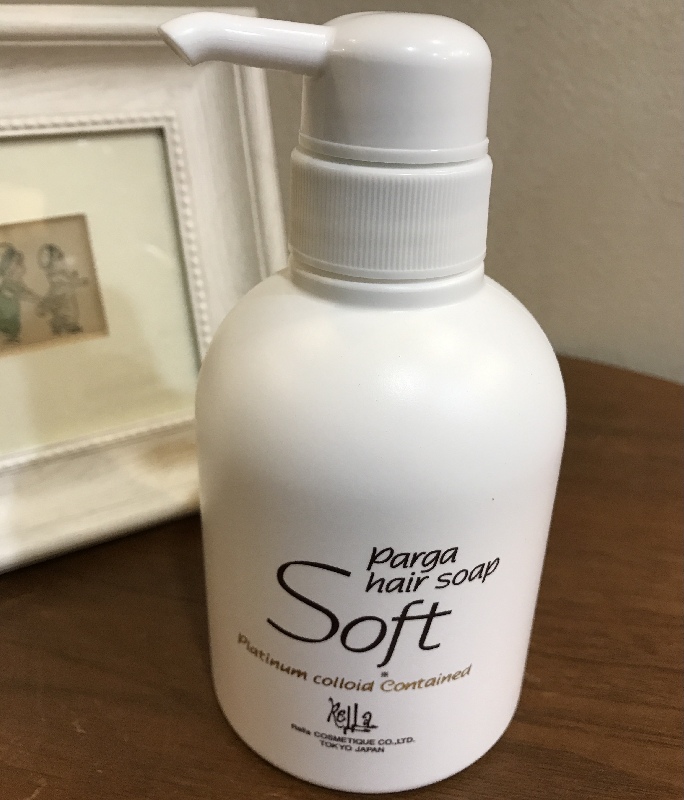 Parga
hair soap
Soft
Platinum colloid Contained
※
Rella
Rella COSMETIQUE CO.,LTD.
TOKYO JAPAN